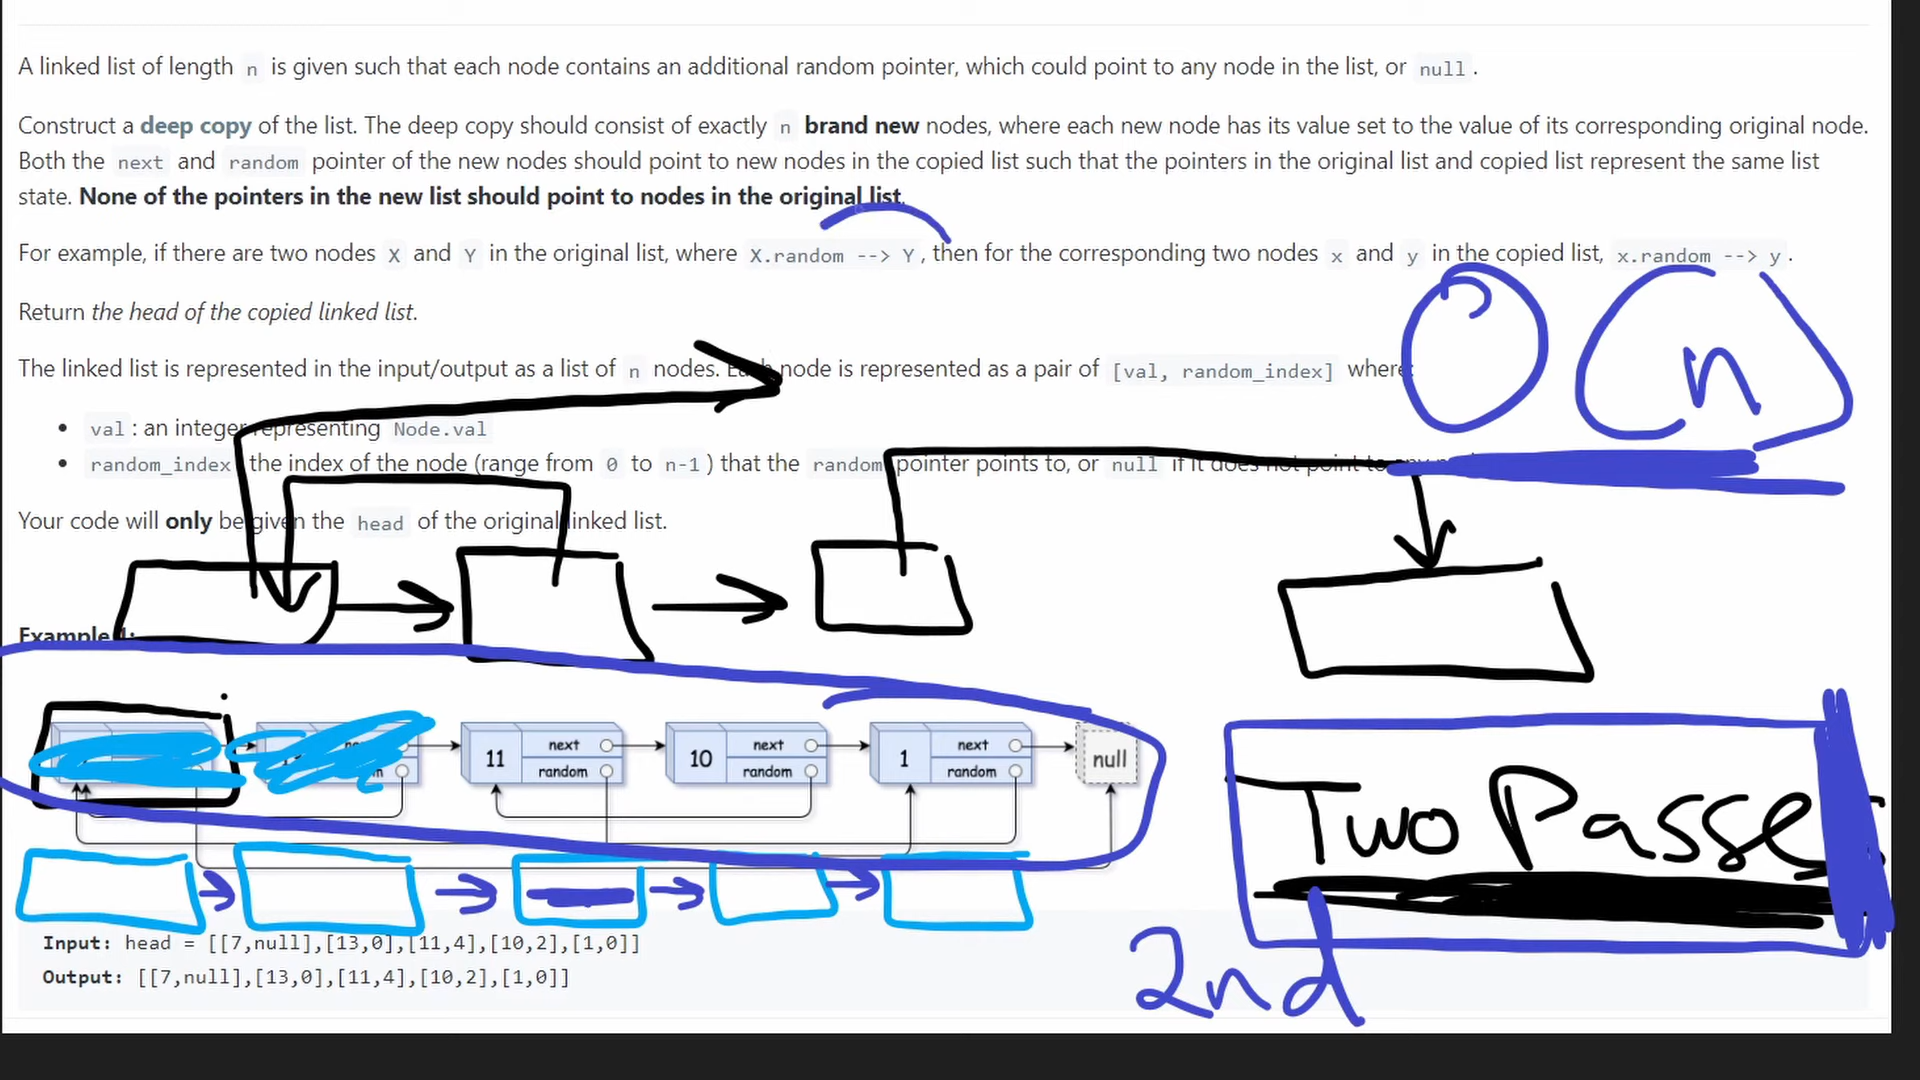 A linked list of length n is given such that each node contains an additional random pointer, which could point to any node in the list, or null.
Construct a deep copy of the list. The deep copy should consist of exactly n brand new nodes, where each new node has its value set to the value of its corresponding original node.
Both the next and random pointer of the new nodes should point to new nodes in the copied list such that the pointers in the original list and copied list represent the same list
state. None of the pointers in the new list should point to nodes in the original list.
For example, if there are two nodes X and Y in the original list, where X.random --> Y, then for the corresponding two nodes x and y in the copied list, x.random --> y.
Return the head of the copied linked list.
The linked list is represented in the input/output as a list of n nodes. Each node is represented as a pair of [val, random_index] where:
n
val: an integer representing Node.val
random_index the index of the node (range from 0 to n-1) that the random pointer points to, or null if it does not point to any
Your code will only be given the head of the original linked list.
Example 1:
11 next random
10 next random
1 next random
null
Two Passes
Input: head = [[7,null],[13,0],[11,4],[10,2],[1,0]]
Output: [[7,null],[13,0],[11,4],[10,2],[1,0]]
2nd